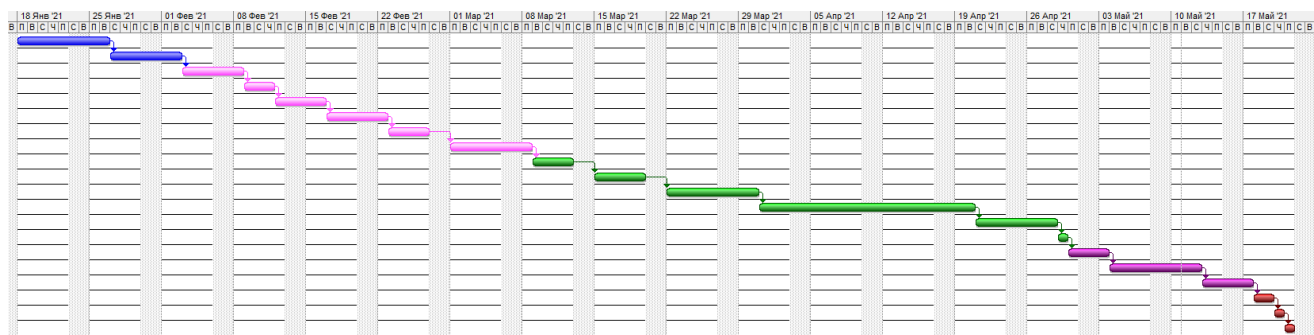 18 Янв '21 25 Янв '21 01 Фев '21 08 Фев '21 15 Фев '21 22 Фев '21 01 Мар '21 08 Мар '21 15 Мар '21 22 Мар '21 29 Мар '21 05 Апр '21 12 Апр '21 19 Апр '21 26 Апр '21 03 Май '21 10 Май '21 17 Май '21
В П В С Ч П С В П В С Ч П С В П В С Ч П С В П В С Ч П С В П В С Ч П С В П В С Ч П С В П В С Ч П С В П В С Ч П С В П В С Ч П С В П В С Ч П С В П В С Ч П С В П В С Ч П С В П В С Ч П С В П В С Ч П С В П В С Ч П С В П В С Ч П С В П В С Ч П С В П В С Ч П С В